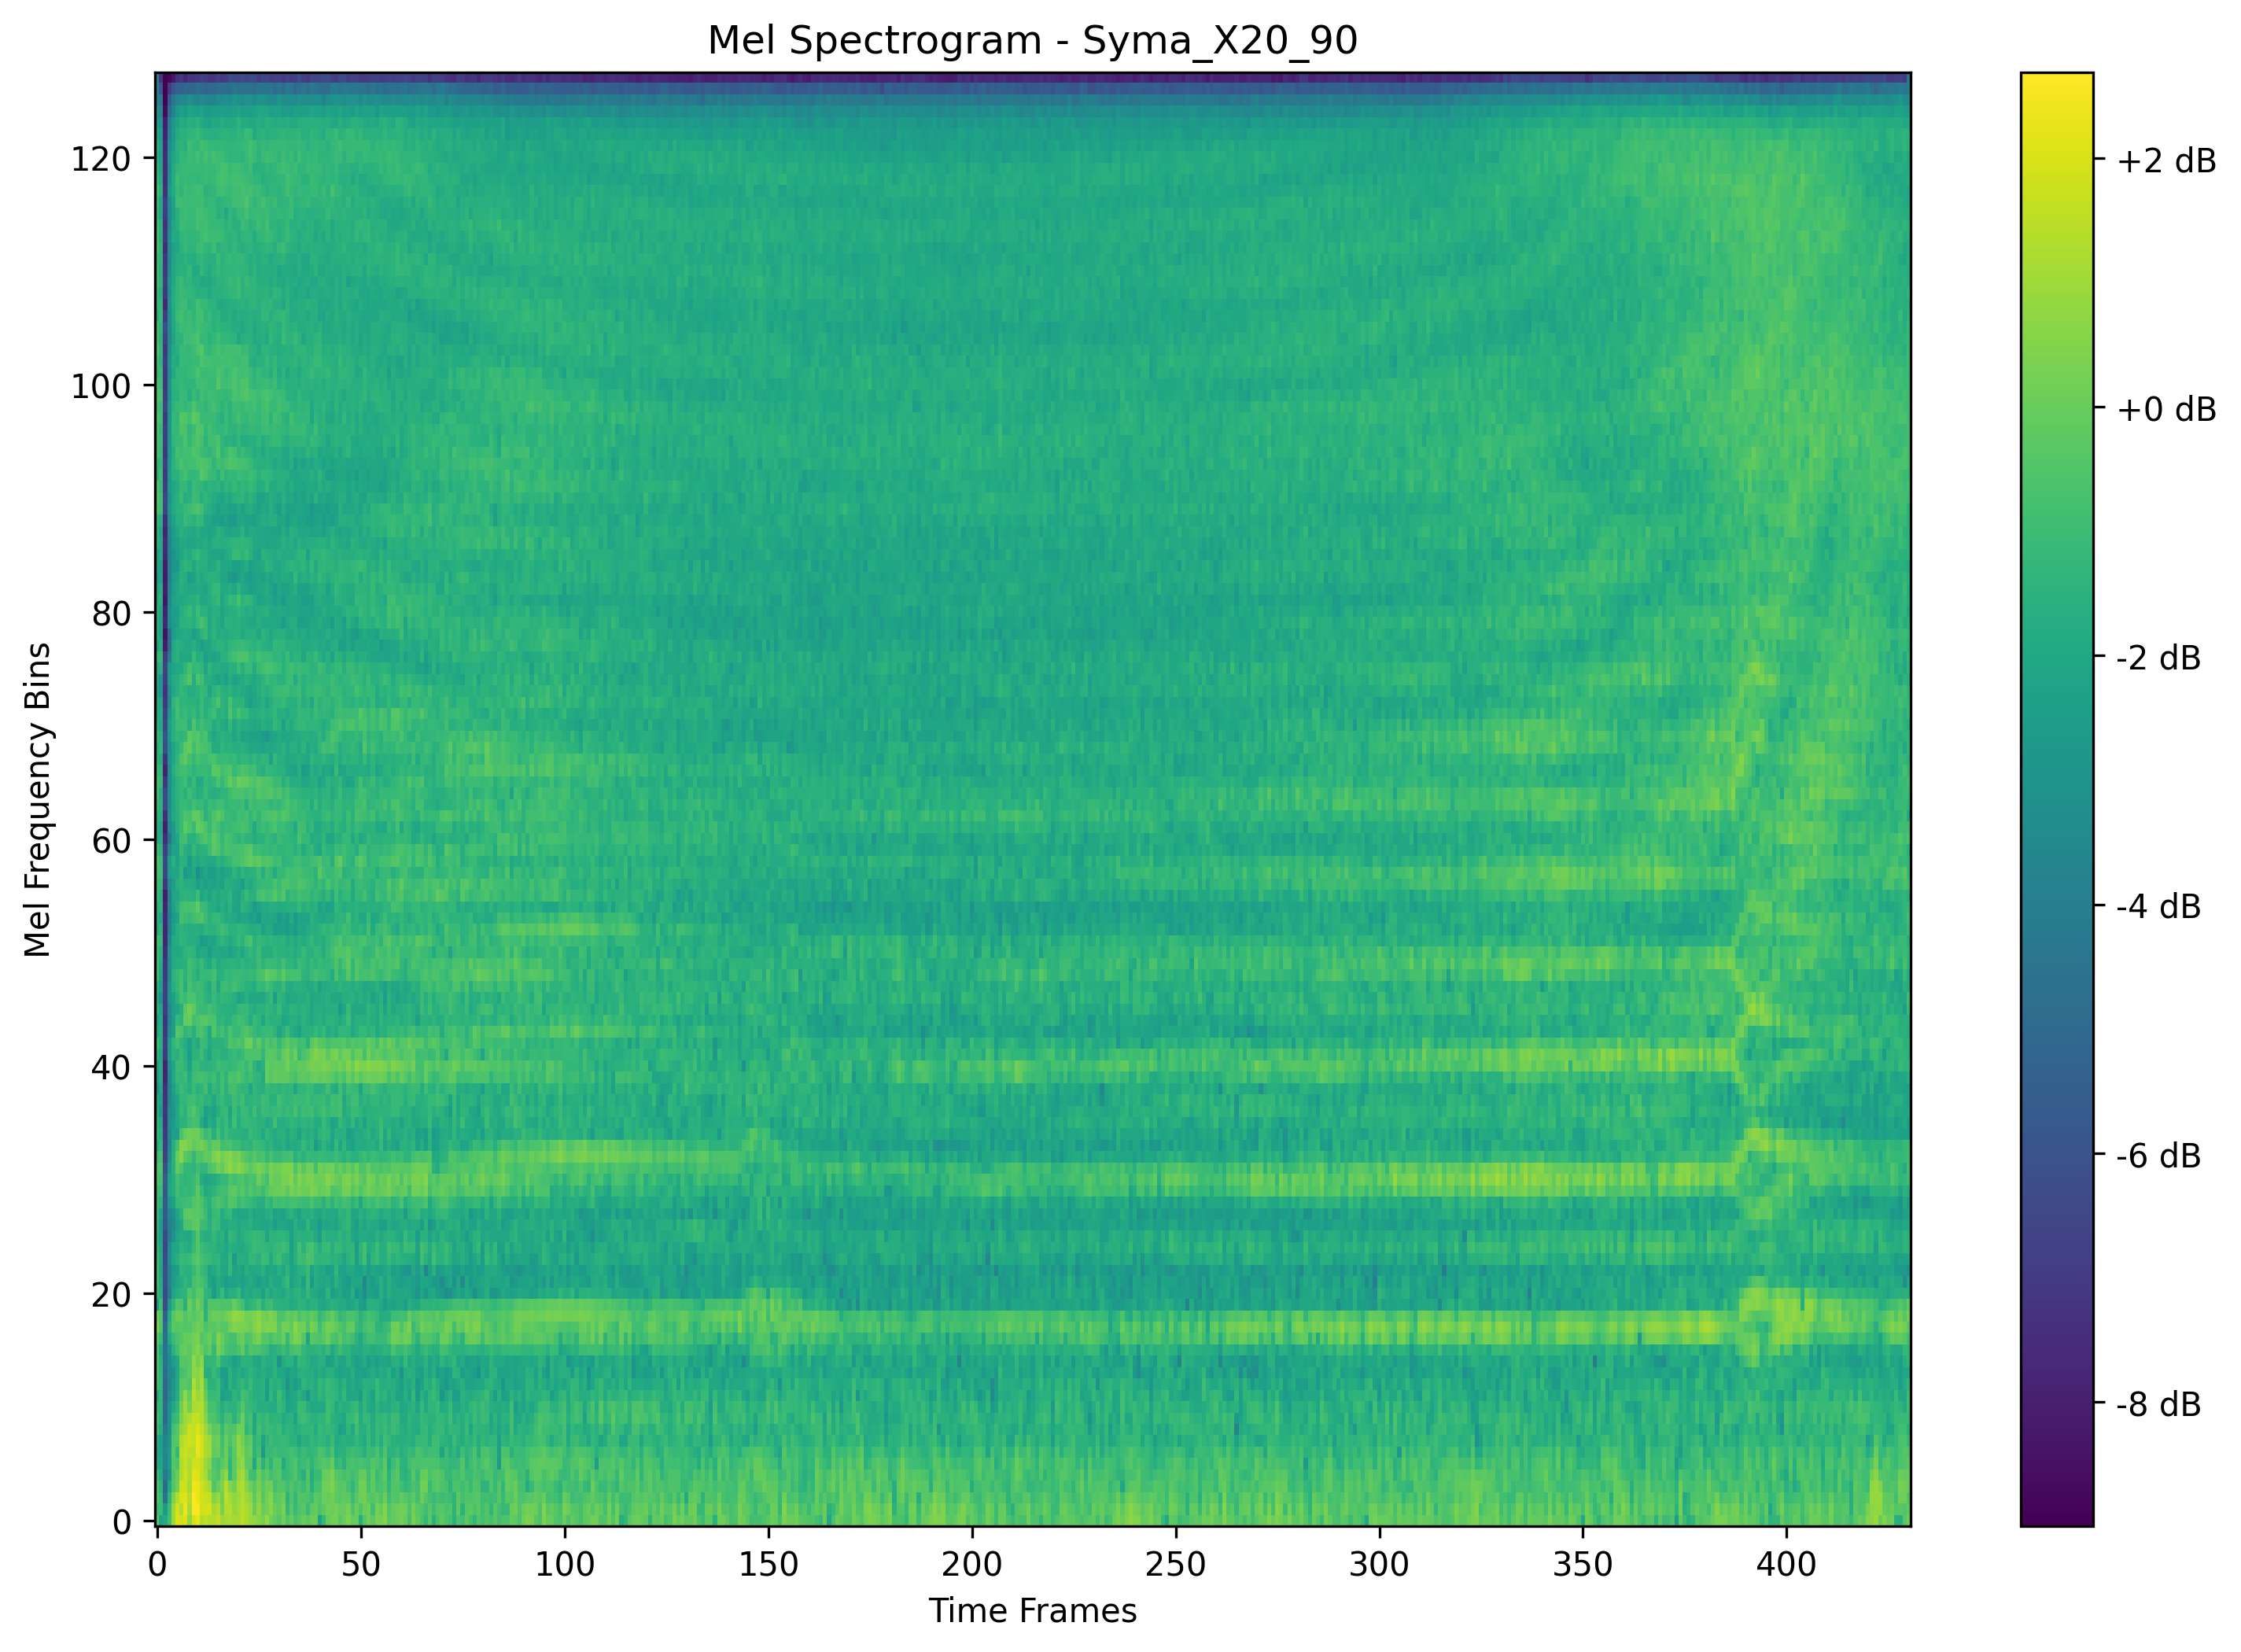 Mel Spectrogram - Syma_X20_90
Mel Frequency Bins
120
100
80
60
40
20
0
0 50 100 150 200 250 300 350 400
Time Frames
+2 dB
+0 dB
-2 dB
-4 dB
-6 dB
-8 dB